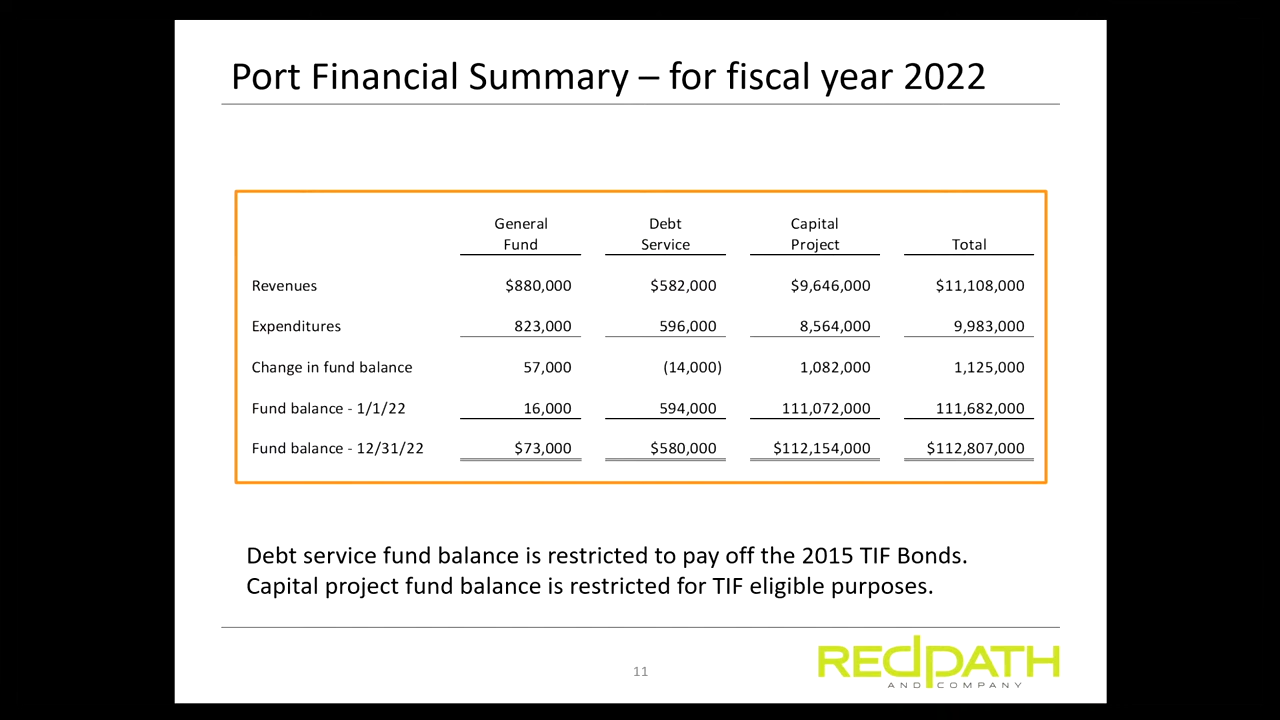 Port Financial Summary – for fiscal year 2022
General Debt Capital
Fund Service Project Total
Revenues $880,000 $582,000 $9,646,000 $11,108,000
Expenditures 823,000 596,000 8,564,000 9,983,000
Change in fund balance 57,000 (14,000) 1,082,000 1,125,000
Fund balance - 1/1/22 16,000 594,000 111,072,000 111,682,000
Fund balance - 12/31/22 $73,000 $580,000 $112,154,000 $112,807,000
Debt service fund balance is restricted to pay off the 2015 TIF Bonds.
Capital project fund balance is restricted for TIF eligible purposes.
11
REDPATH
AND COMPANY